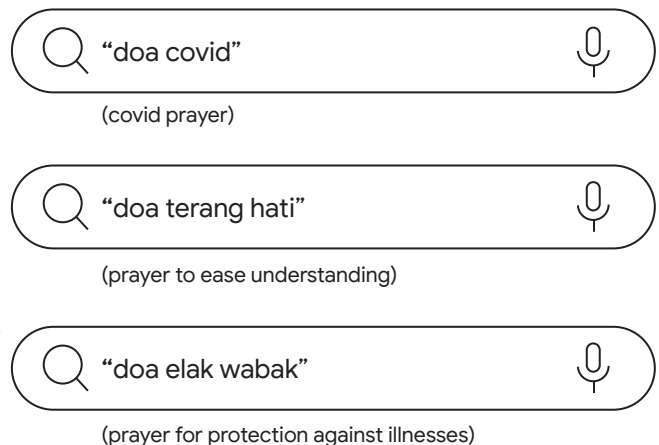 “doa covid”
(covid prayer)
“doa terang hati”
(prayer to ease understanding)
“doa elak wabak”
(prayer for protection against illnesses)